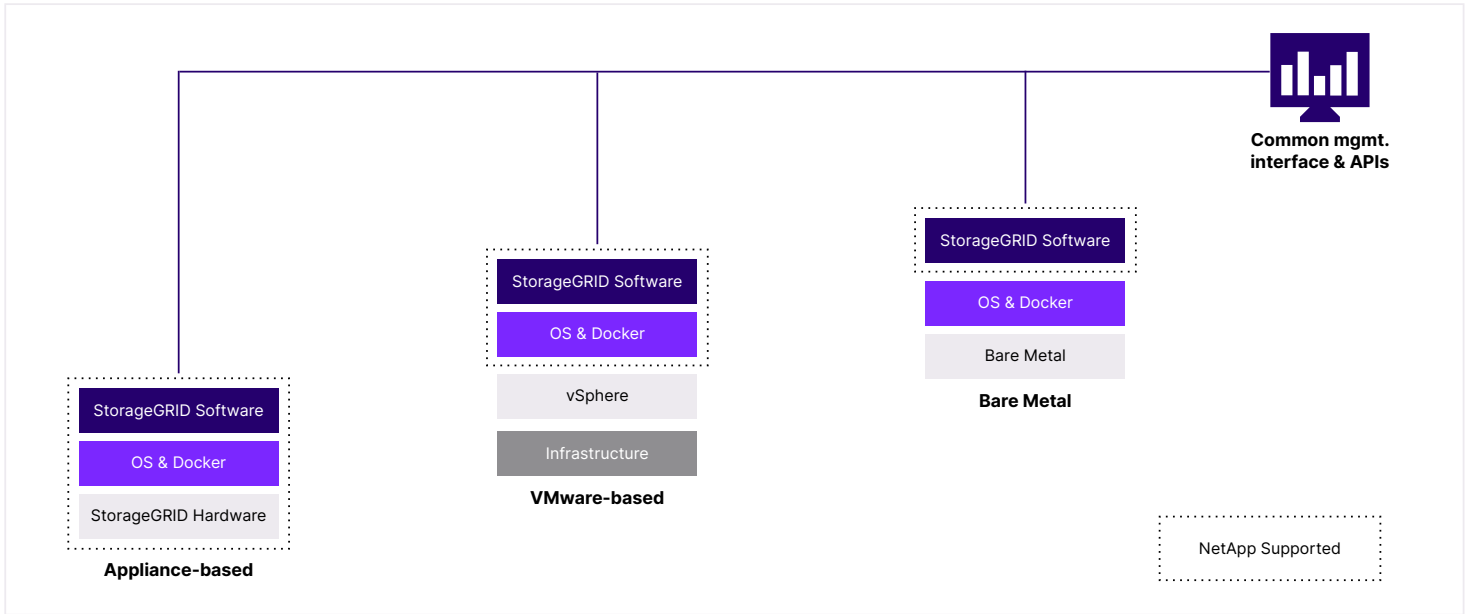 Common mgmt.
interface & APIs
StorageGRID Software
OS & Docker
StorageGRID Hardware
Appliance-based
StorageGRID Software
OS & Docker
vSphere
Infrastructure
VMware-based
StorageGRID Software
OS & Docker
Bare Metal
Bare Metal
NetApp Supported